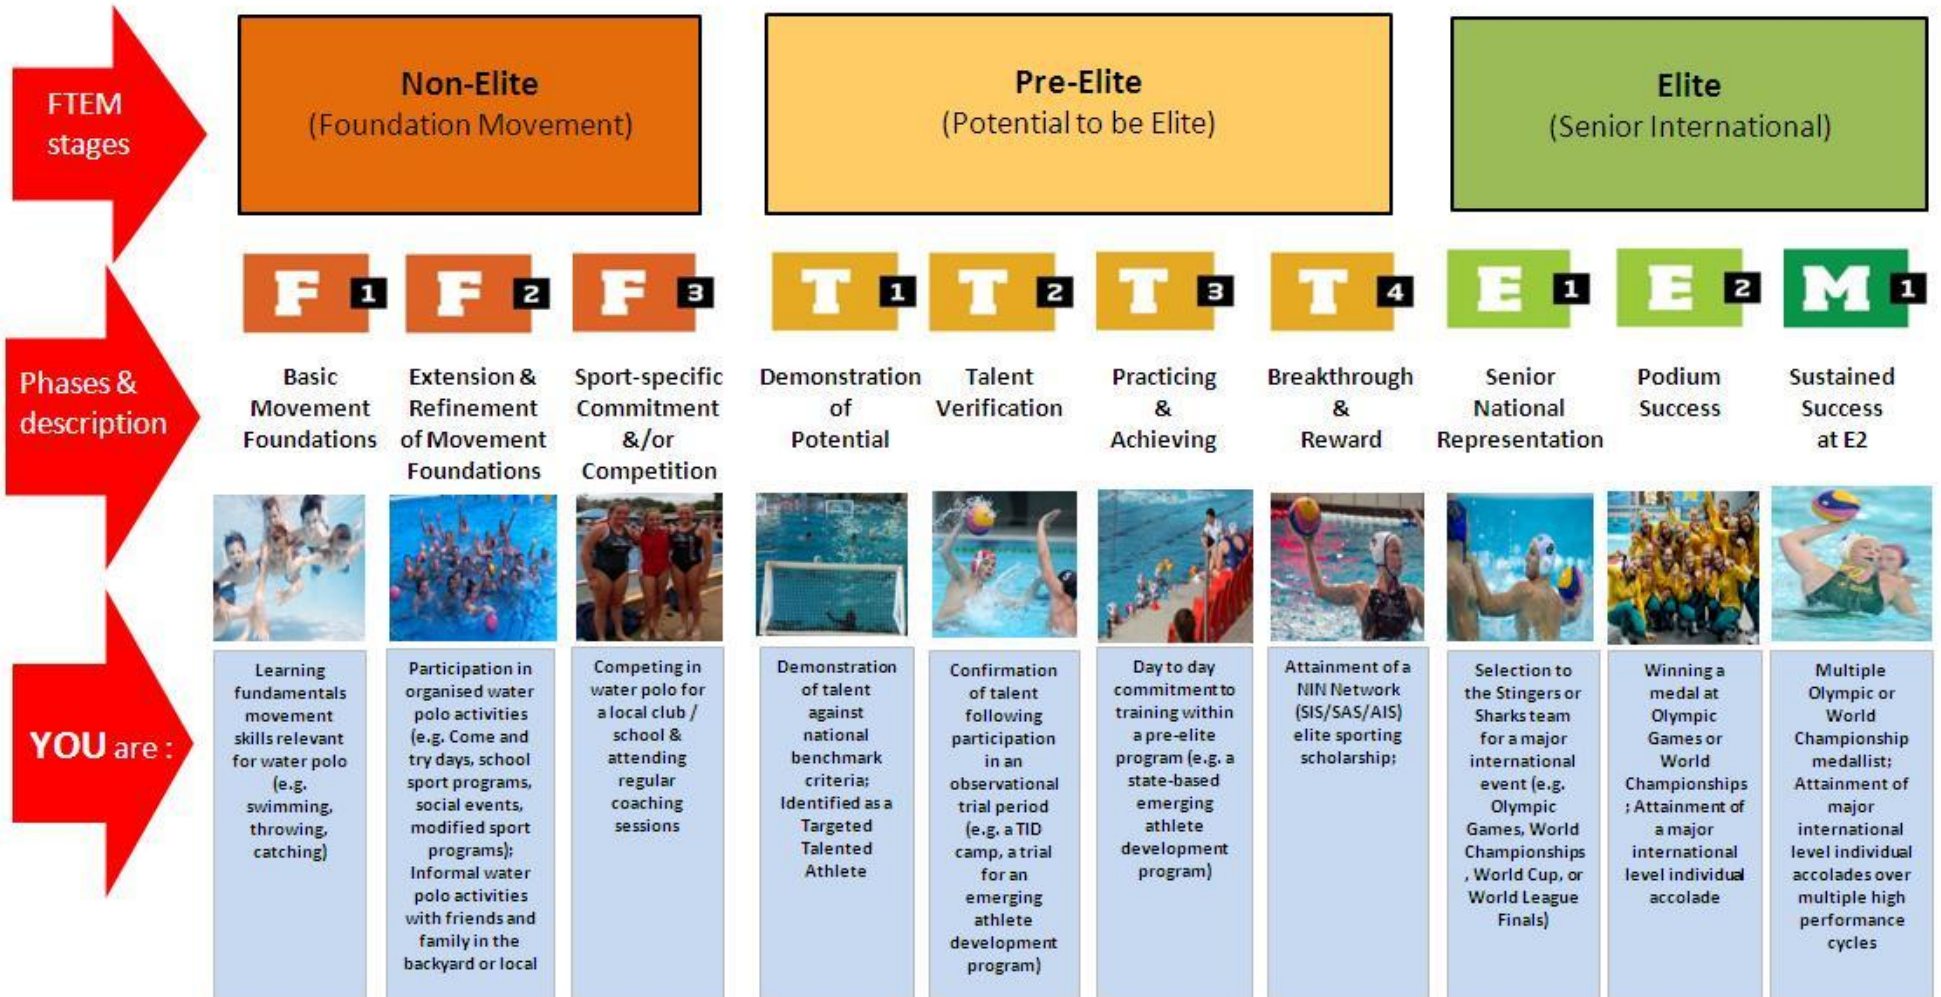 FTEM
stages
Non-Elite
(Foundation Movement)
Pre-Elite
(Potential to be Elite)
Elite
(Senior International)
Phases &
description
F 1
F 2
F 3
T 1
T 2
T 3
T 4
E 1
E 2
M 1
Basic
Movement
Foundations
Extension &
Refinement
of Movement
Foundations
Sport-specific
Commitment
&/or
Competition
Demonstration
of
Potential
Talent
Verification
Practicing
&
Achieving
Breakthrough
&
Reward
Senior
National
Representation
Podium
Success
Sustained
Success
at E2
YOU are :
Learning
fundamentals
movement
skills relevant
for water polo
(e.g.
swimming,
throwing,
catching)
Participation in
organised water
polo activities
(e.g. Come and
try days, school
sport programs,
social events,
modified sport
programs);
Informal water
polo activities
with friends and
family in the
backyard or local
Competing in
water polo for
a local club /
school &
attending
regular
coaching
sessions
Demonstration
of talent
against
national
benchmark
criteria;
Identified as a
Targeted
Talented
Athlete
Confirmation
of talent
following
participation
in an
observational
trial period
(e.g. a TID
camp, a trial
for an
emerging
athlete
development
program)
Day to day
commitment to
training within
a pre-elite
program (e.g. a
state-based
emerging
athlete
development
program)
Attainment of a
NIN Network
(SIS/SAS/AIS)
elite sporting
scholarship;
Selection to
the Stingers or
Sharks team
for a major
international
event (e.g.
Olympic
Games, World
Championships
, World Cup, or
World League
Finals)
Winning a
medal at
Olympic
Games or
World
Championships
; Attainment of
a major
international
level individual
accolade
Multiple
Olympic or
World
Championship
medallist;
Attainment of
major
international
level individual
accolades over
multiple high
performance
cycles